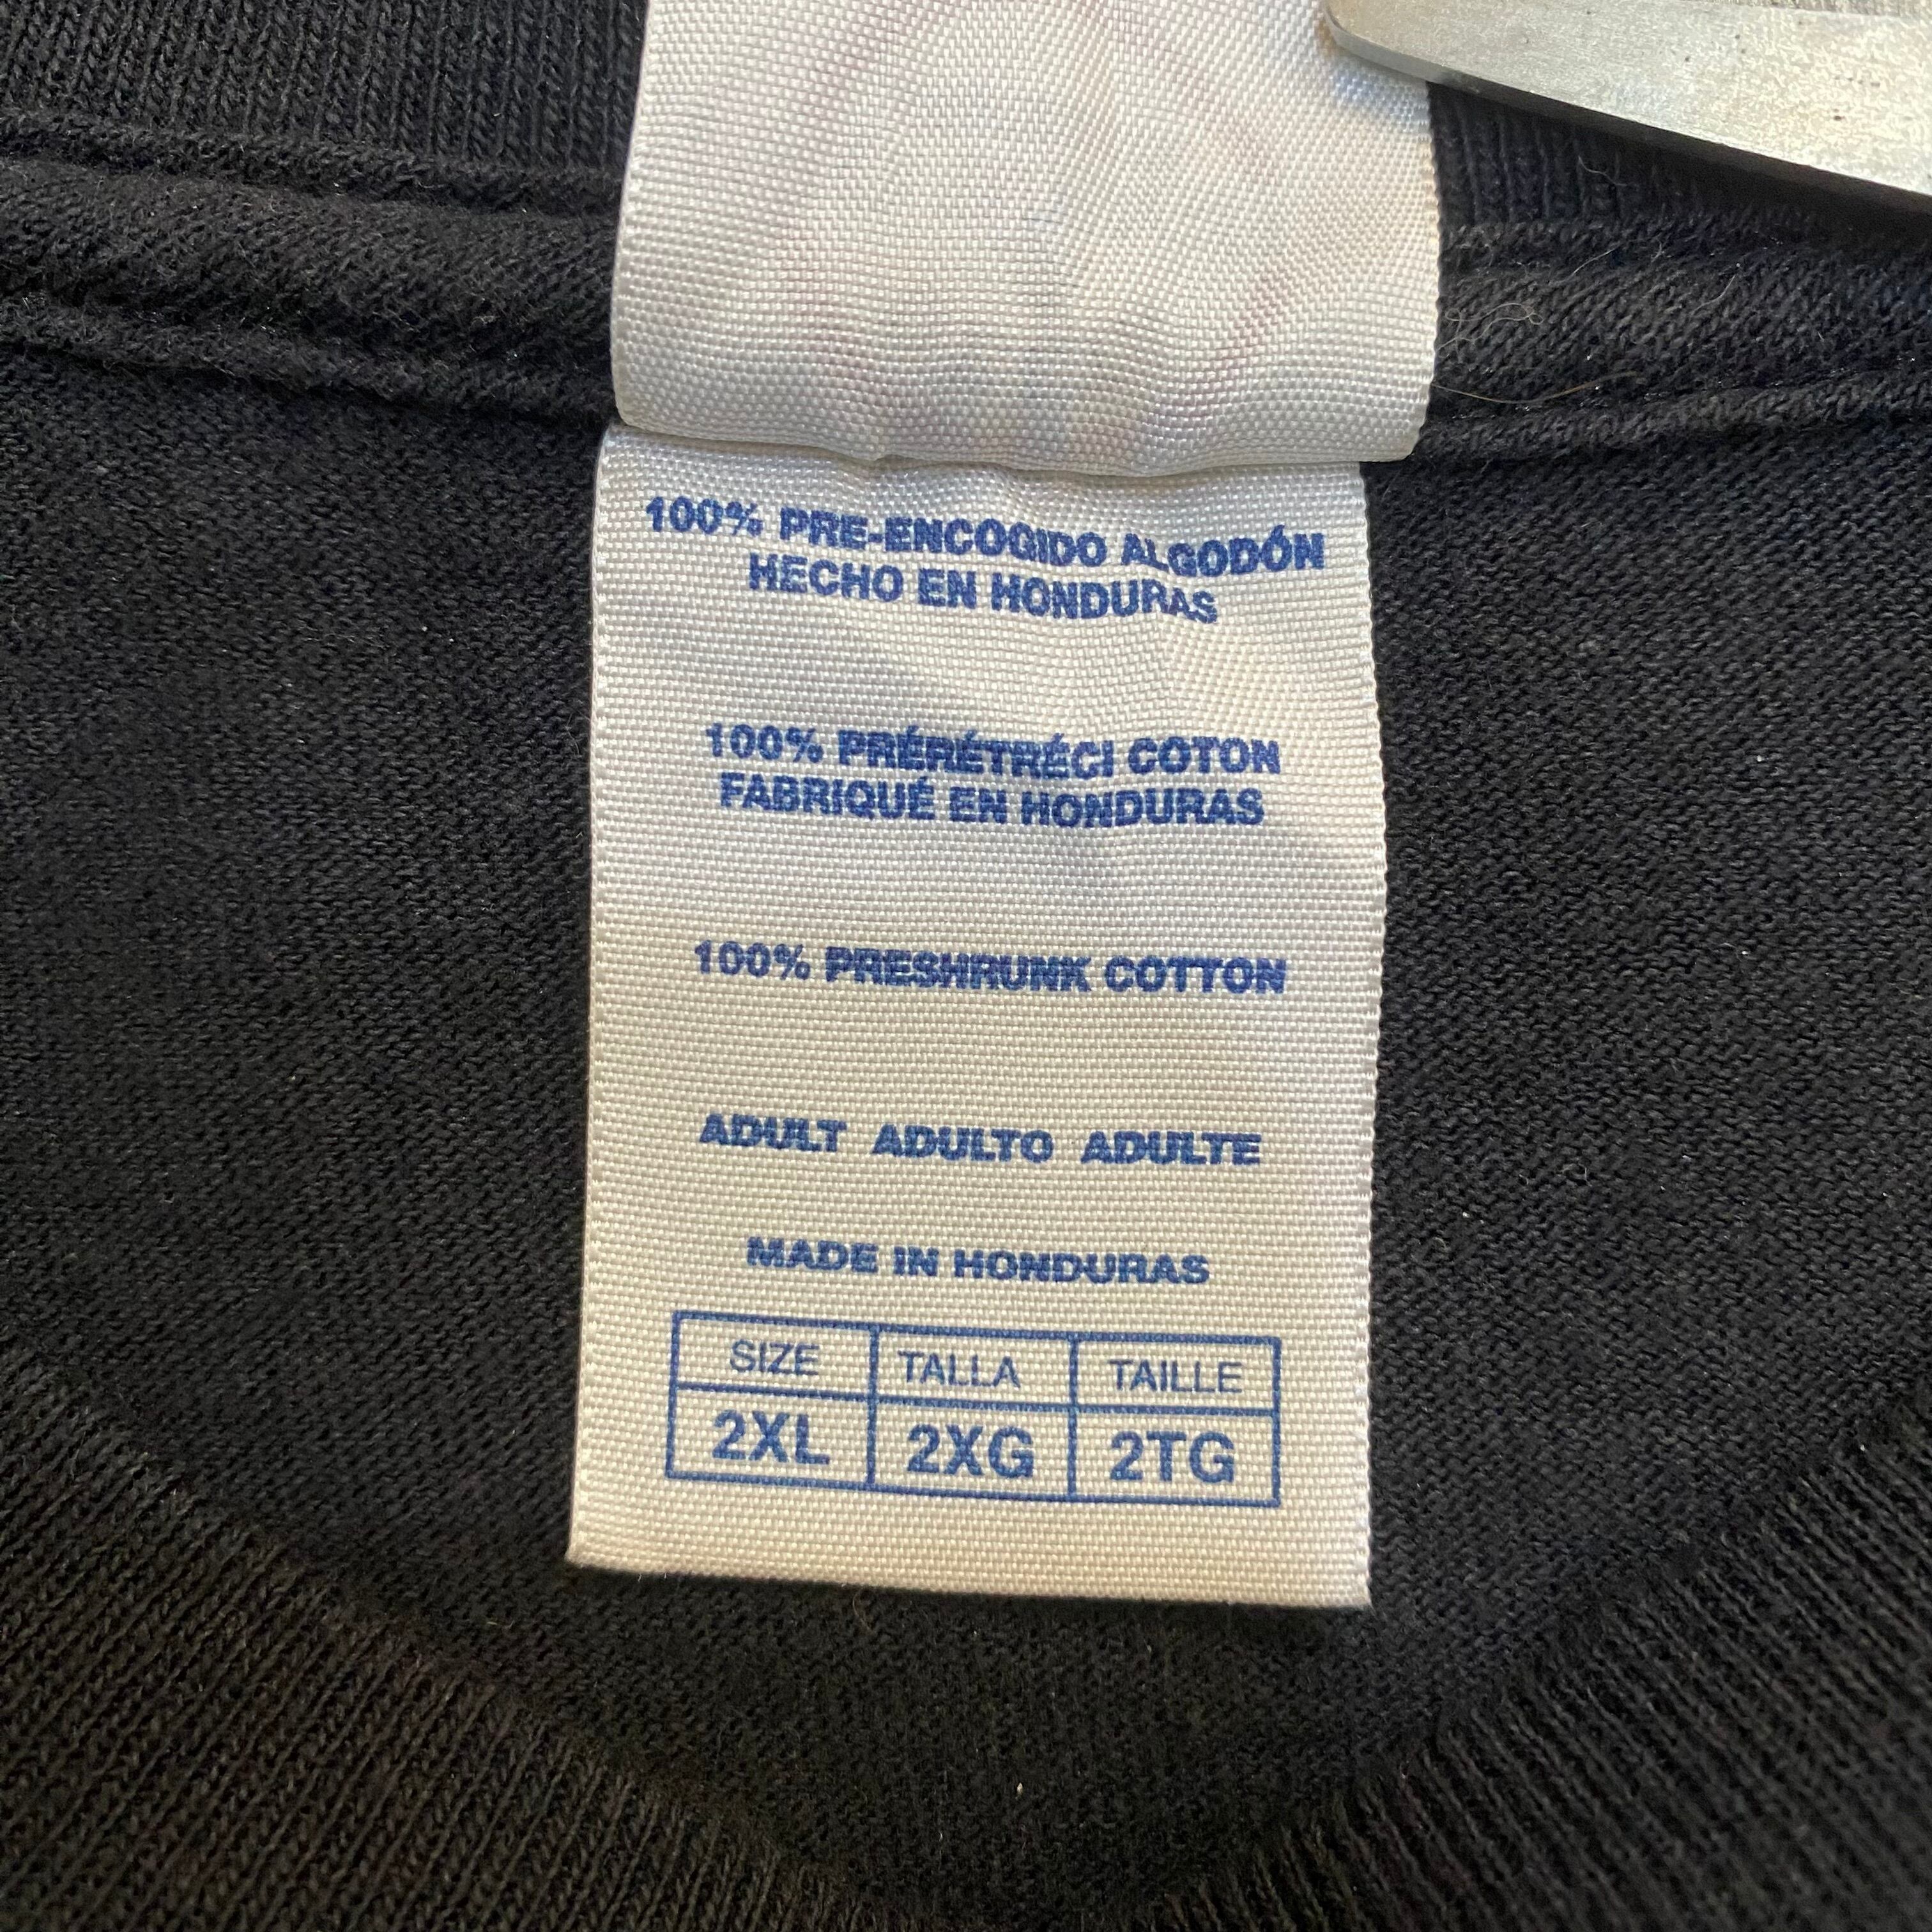 100% PRE-ENCOGIDO ALGODÓN
HECHO EN HONDURAS
100% PRÉRÉTRÉCI COTON
FABRIQUÉ EN HONDURAS
100% PRESHRUNK COTTON
ADULT ADULTO ADULTE
MADE IN HONDURAS
SIZE TALLA TAILLE
2XL 2XG 2TG